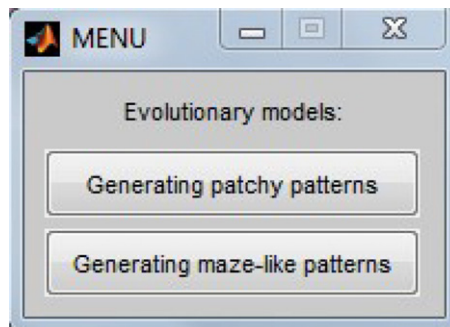 MENU
Evolutionary models:
Generating patchy patterns
Generating maze-like patterns